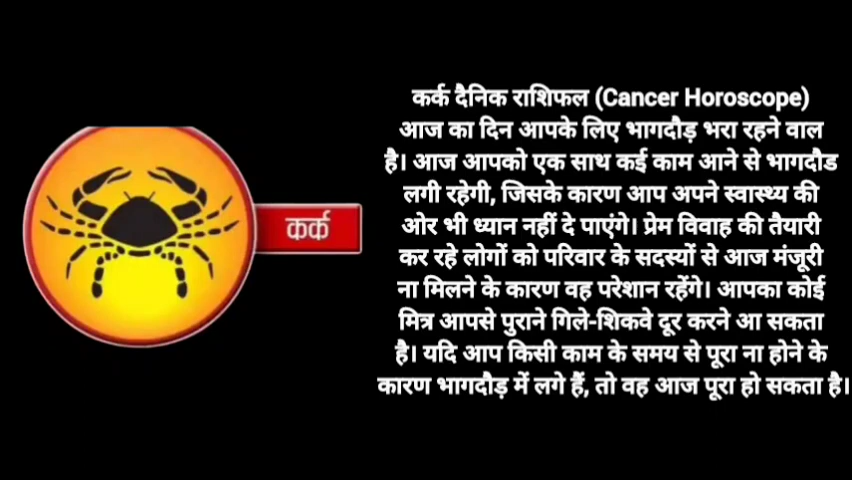 कर्क दैनिक राशिफल (Cancer Horoscope)
आज का दिन आपके लिए भागदौड़ भरा रहने वाल
है। आज आपको एक साथ कई काम आने से भागदौड
लगी रहेगी, जिसके कारण आप अपने स्वास्थ्य की
ओर भी ध्यान नहीं दे पाएंगे। प्रेम विवाह की तैयारी
कर रहे लोगों को परिवार के सदस्यों से आज मंजूरी
ना मिलने के कारण वह परेशान रहेंगे। आपका कोई
मित्र आपसे पुराने गिले-शिकवे दूर करने आ सकता
है। यदि आप किसी काम के समय से पूरा ना होने के
कारण भागदौड़ में लगे हैं, तो वह आज पूरा हो सकता है।
कर्क